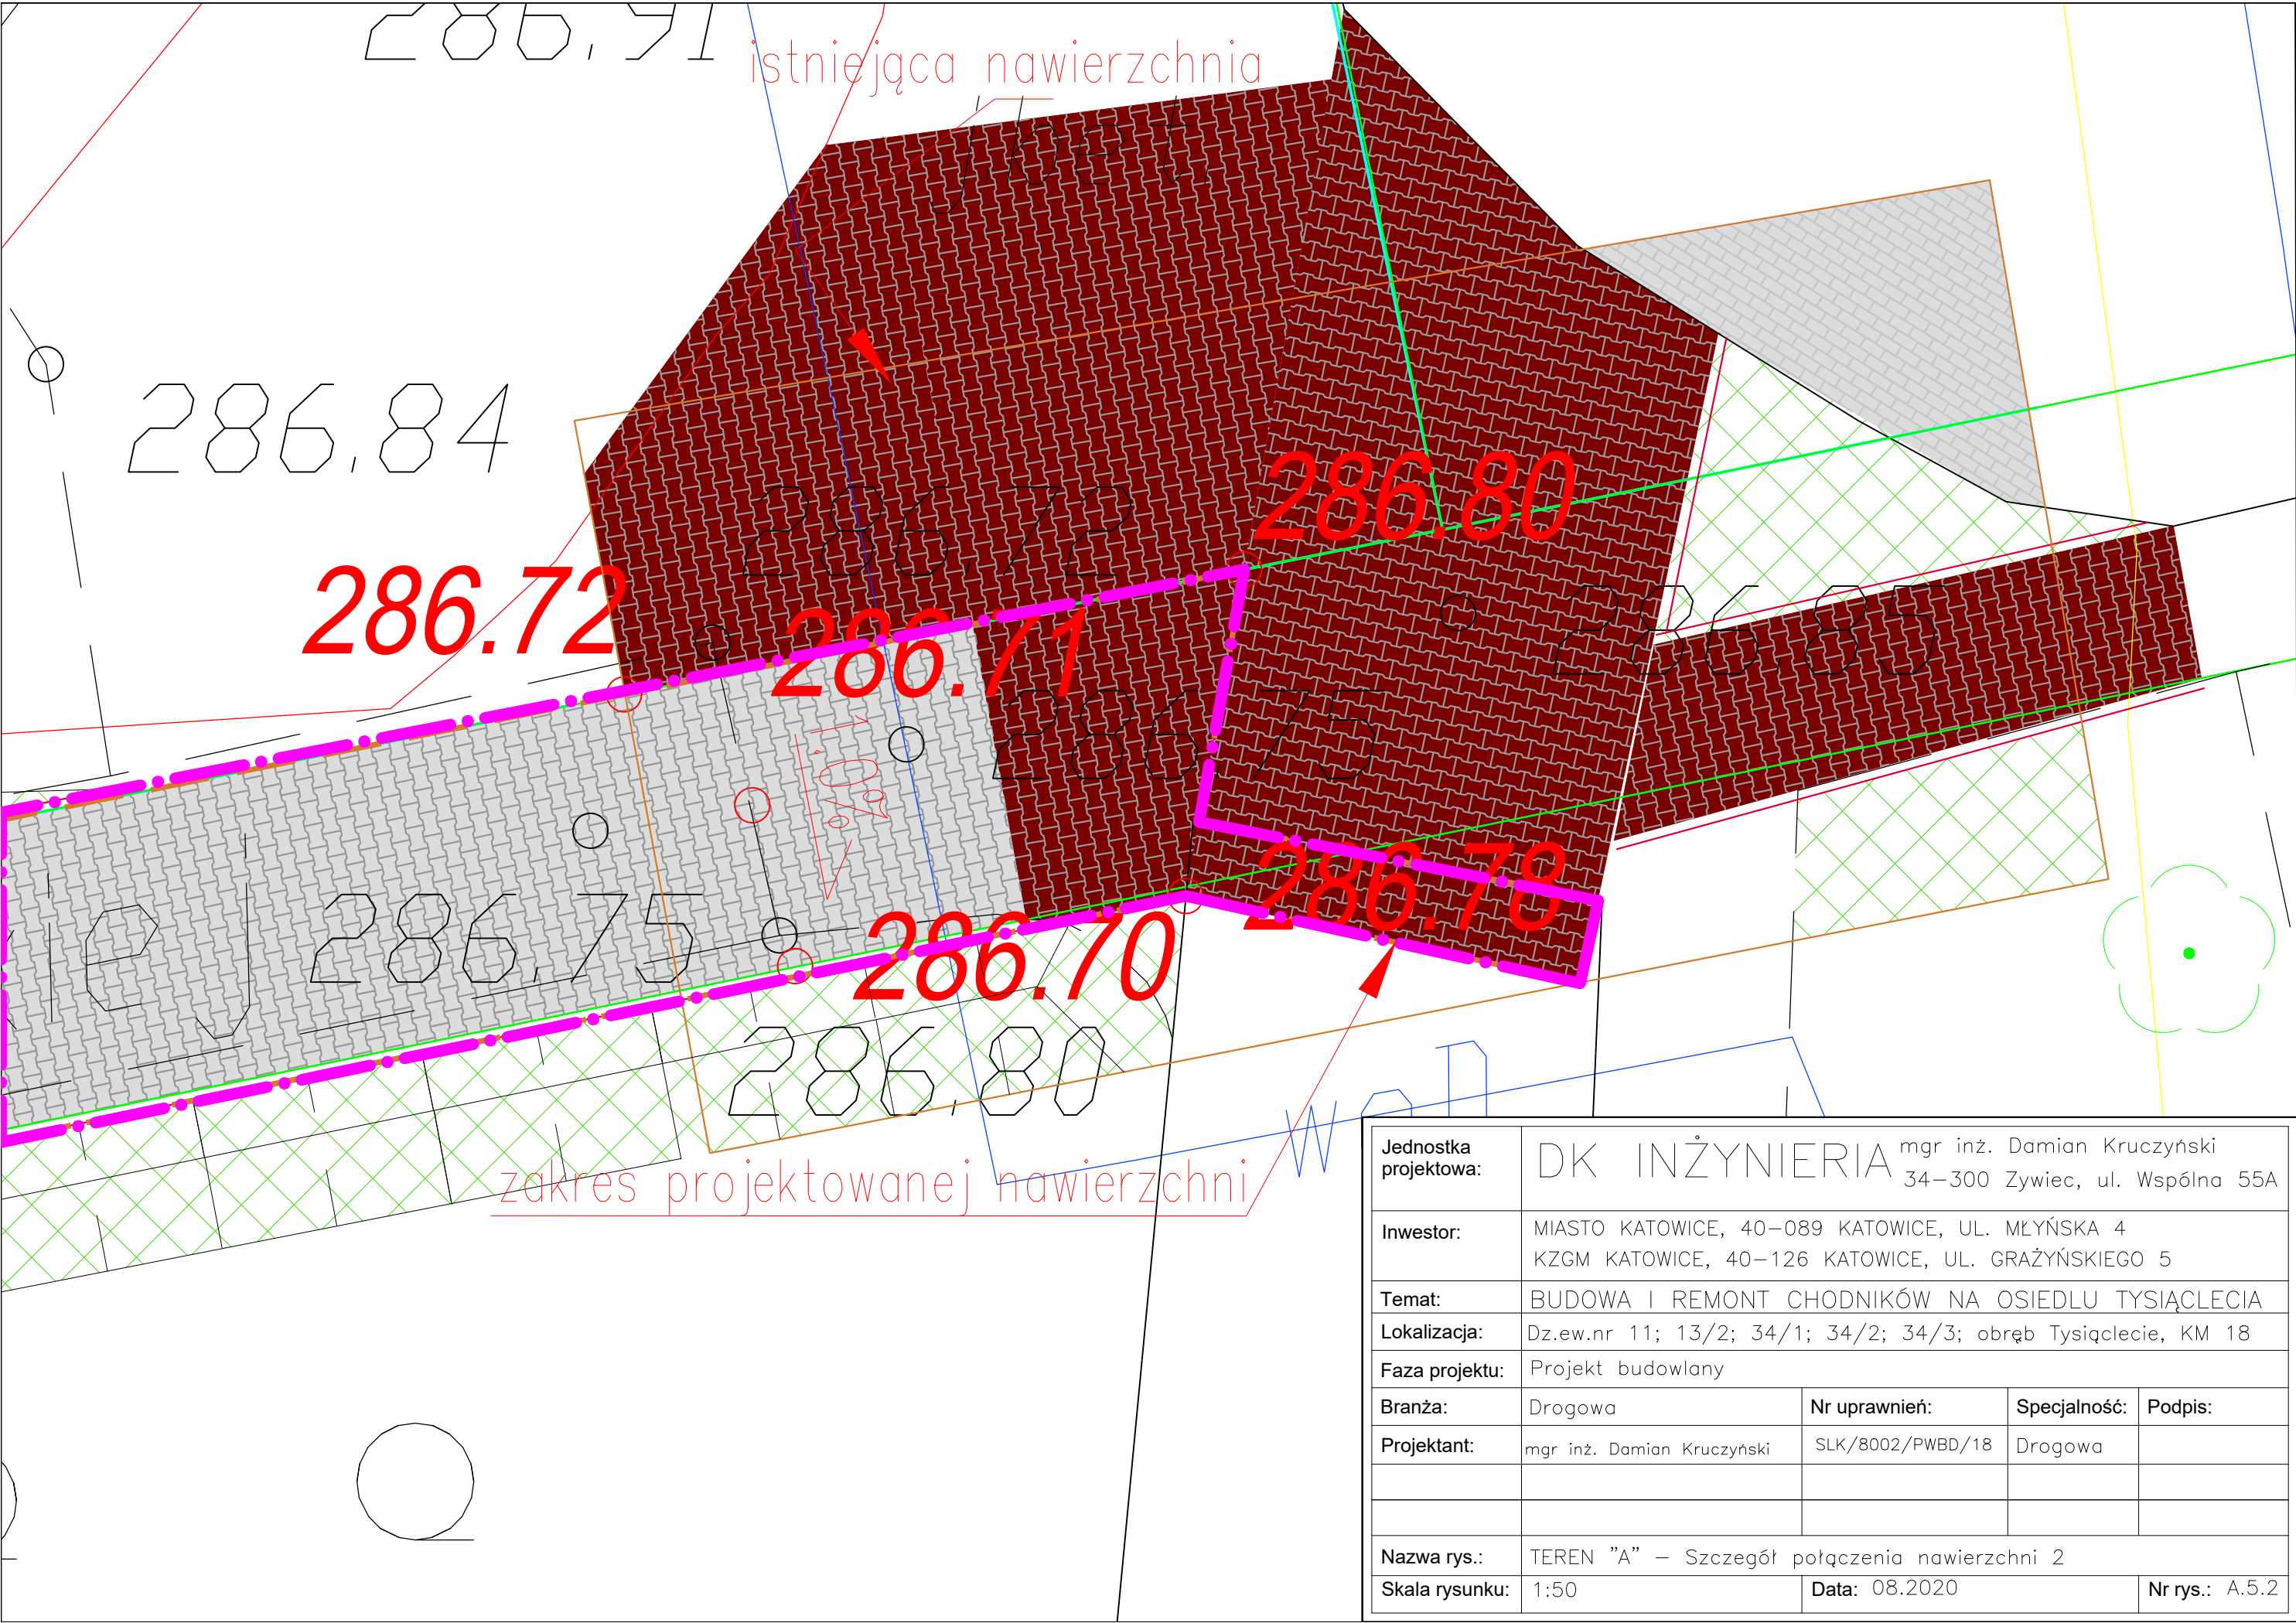 286,91
istniejąca nawierzchnia
286,84
286,72
286.80
286.72
286.71
286,85
286,75
1.0%
286,75
286.78
286.70
286,80
zakres projektowanej nawierzchni
Jednostka projektowa: DK INŻYNIERIA mgr inż. Damian Kruczyński
34-300 Zywiec, ul. Wspólna 55A
Inwestor: MIASTO KATOWICE, 40-089 KATOWICE, UL. MŁYŃSKA 4
KZGM KATOWICE, 40-126 KATOWICE, UL. GRAŻYŃSKIEGO 5
Temat: BUDOWA I REMONT CHODNIKÓW NA OSIEDLU TYSIĄCLECIA
Lokalizacja: Dz.ew.nr 11; 13/2; 34/1; 34/2; 34/3; obręb Tysiąclecie, KM 18
Faza projektu: Projekt budowlany
Branża: Drogowa Nr uprawnień: Specjalność: Podpis:
Projektant: mgr inż. Damian Kruczyński SLK/8002/PWBD/18 Drogowa
Nazwa rys.: TEREN "A" – Szczegół połączenia nawierzchni 2
Skala rysunku: 1:50 Data: 08.2020 Nr rys.: A.5.2